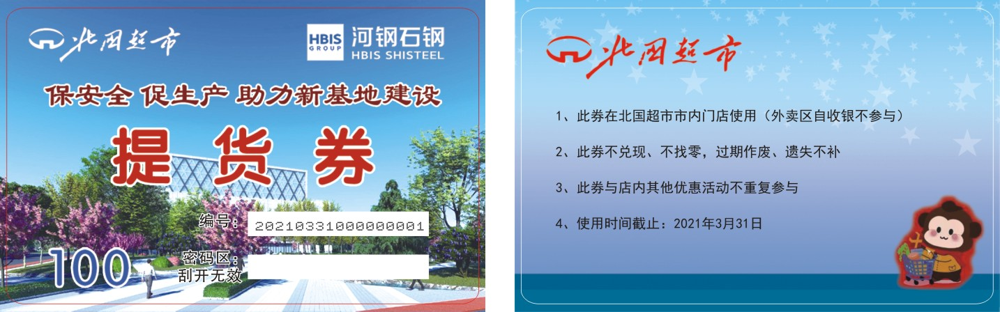 北国超市
HBIS
GROUP
河钢石钢
HBIS SHISTEEL
保安全 促生产 助力新基地建设
提货券
编号：
202103310000000001
100
密码区：
刮开无效
北国超市
1、此券在北国超市市内门店使用（外卖区自收银不参与）
2、此券不兑现、不找零，过期作废、遗失不补
3、此券与店内其他优惠活动不重复参与
4、使用时间截止：2021年3月31日